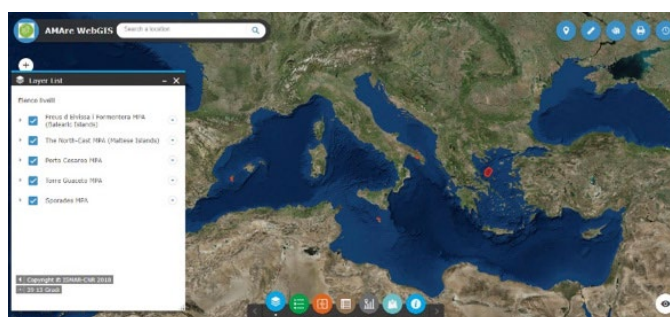 AMAre WebGIS
Search a location
Layer List
Elenco livelli
Freus d'Eivissa i Formentera MPA
(Balearic Islands)
The North-East MPA (Maltese Islands)
Porto Cesareo MPA
Torre Guaceto MPA
Sporades MPA
Copyright © ISMAR-CNR 2018